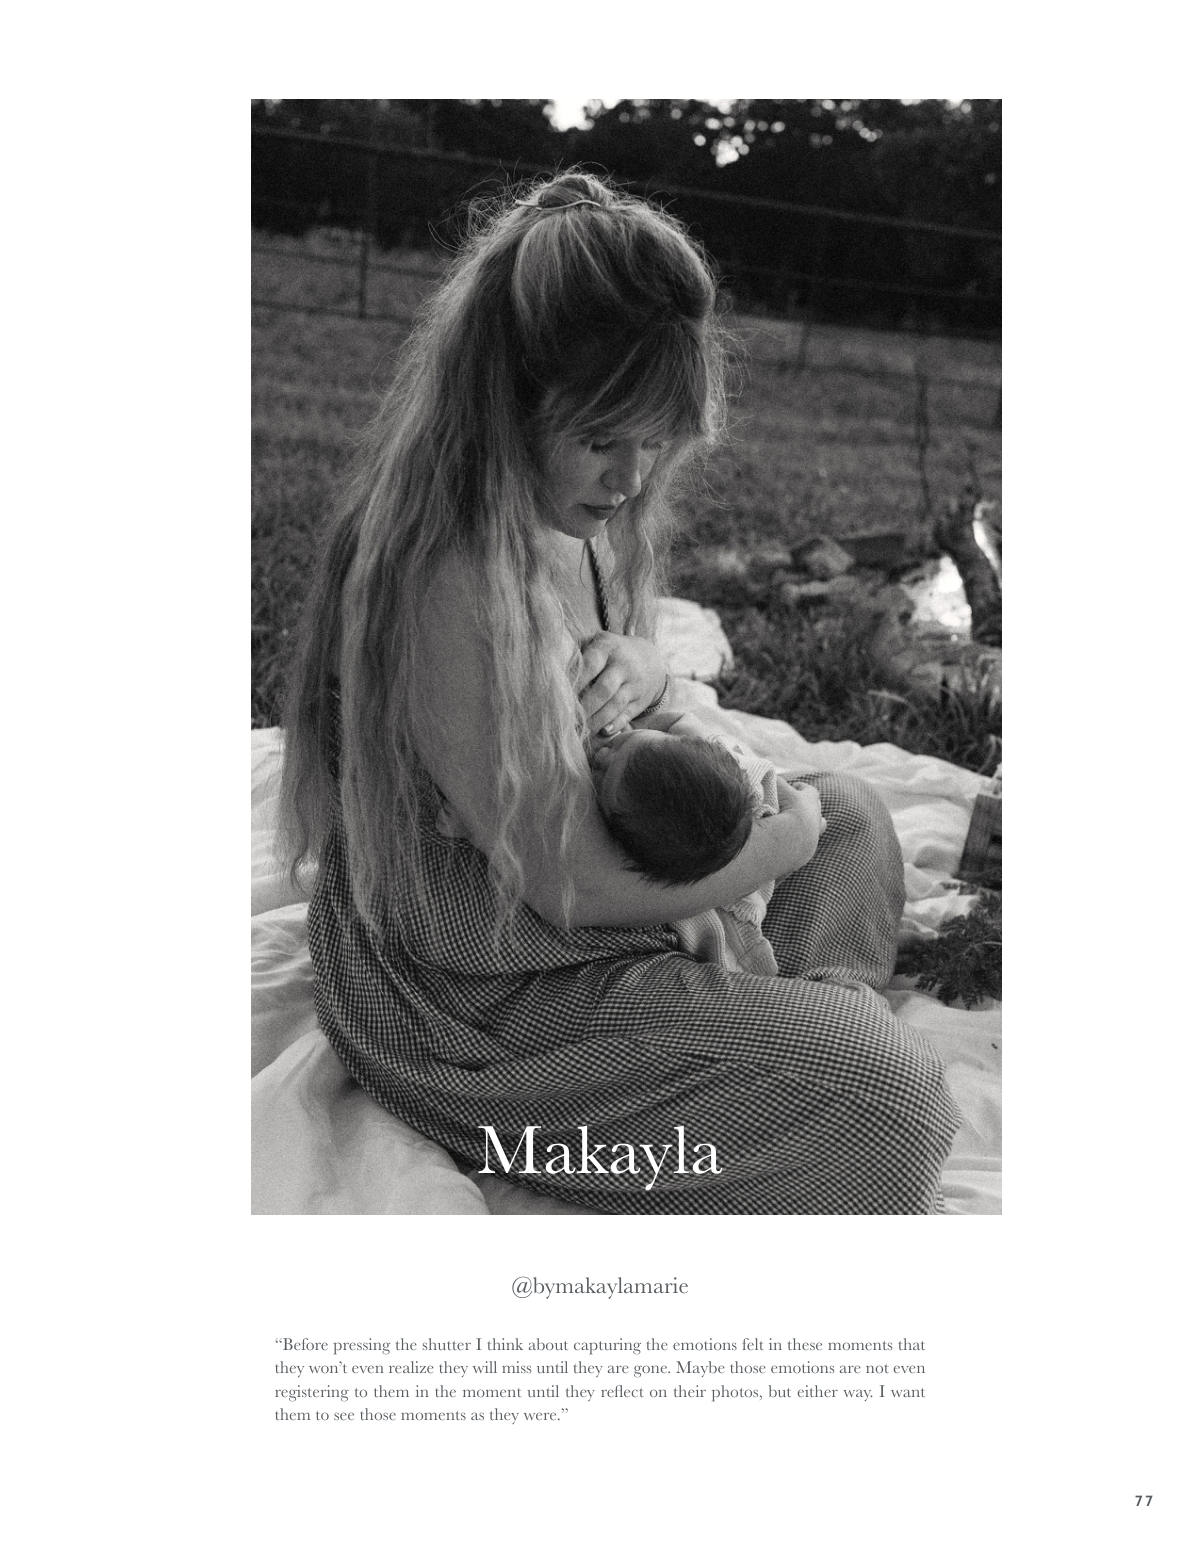 Makayla
@bymakaylamarie
“Before pressing the shutter I think about capturing the emotions felt in these moments that
they won’t even realize they will miss until they are gone. Maybe those emotions are not even
registering to them in the moment until they reflect on their photos, but either way. I want
them to see those moments as they were.”
77